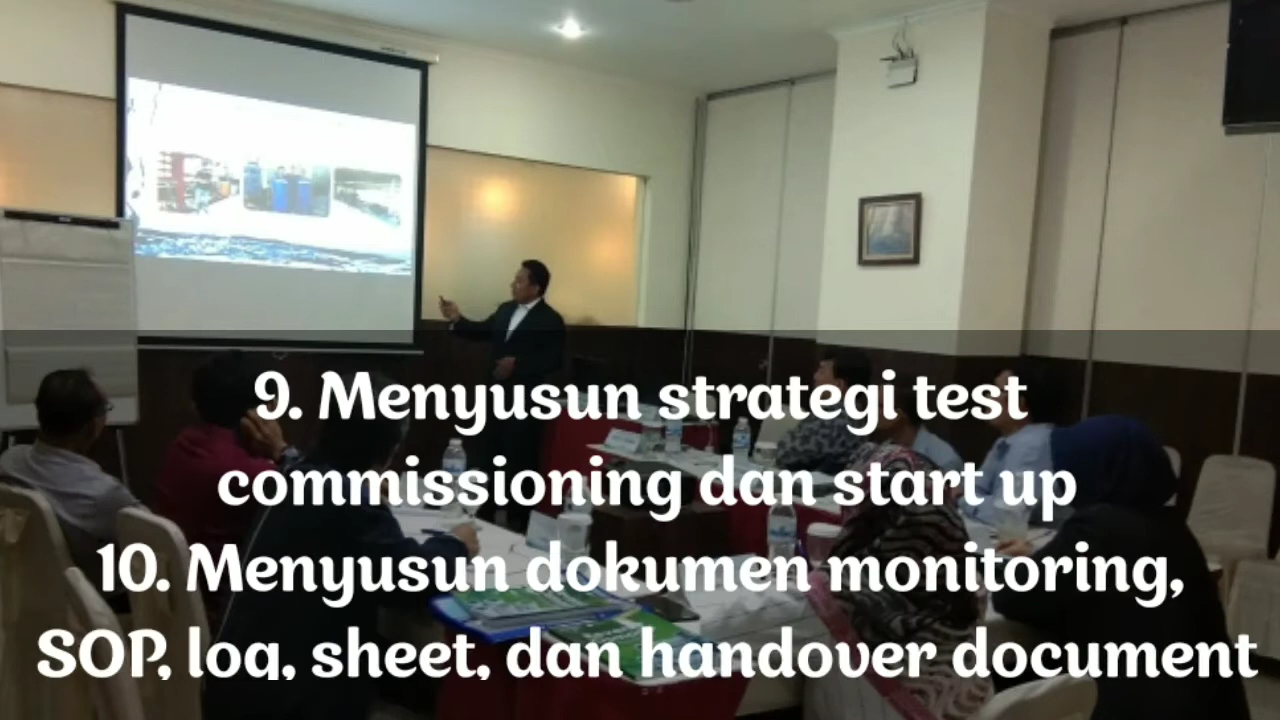 9. Menyusun strategi test
commissioning dan start up
10. Menyusun dokumen monitoring,
SOP, log, sheet, dan handover document